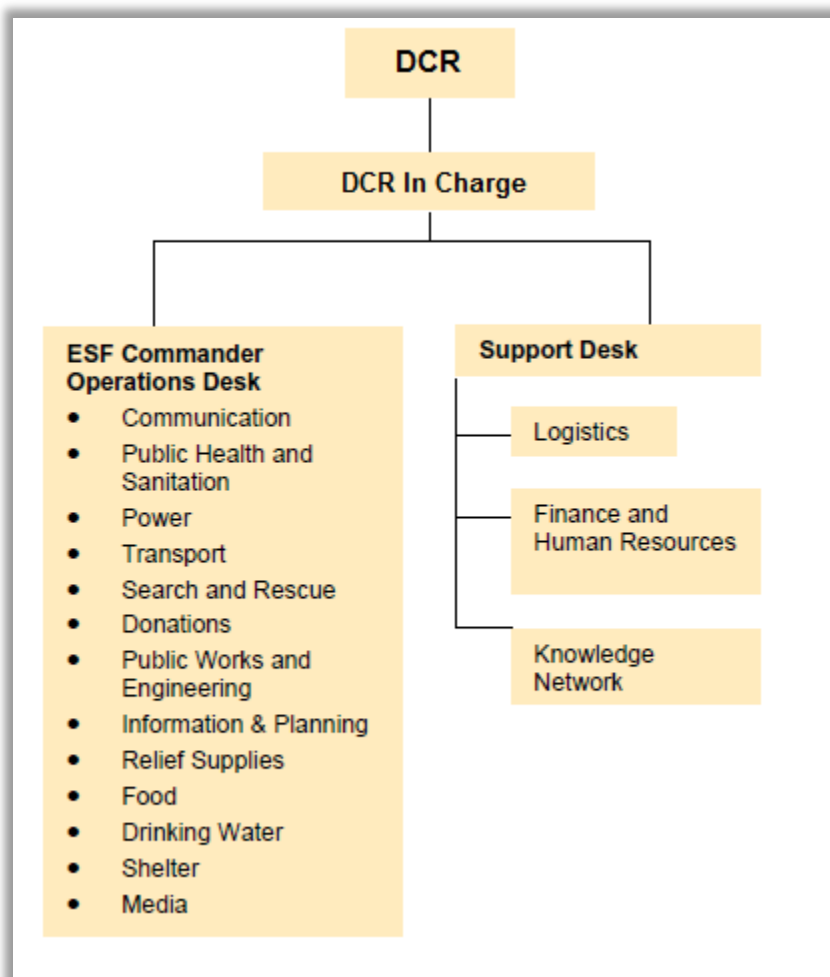 DCR
DCR In Charge
ESF Commander
Operations Desk
• Communication
• Public Health and
Sanitation
• Power
• Transport
• Search and Rescue
• Donations
• Public Works and
Engineering
• Information & Planning
• Relief Supplies
• Food
• Drinking Water
• Shelter
• Media
Support Desk
Logistics
Finance and
Human Resources
Knowledge
Network